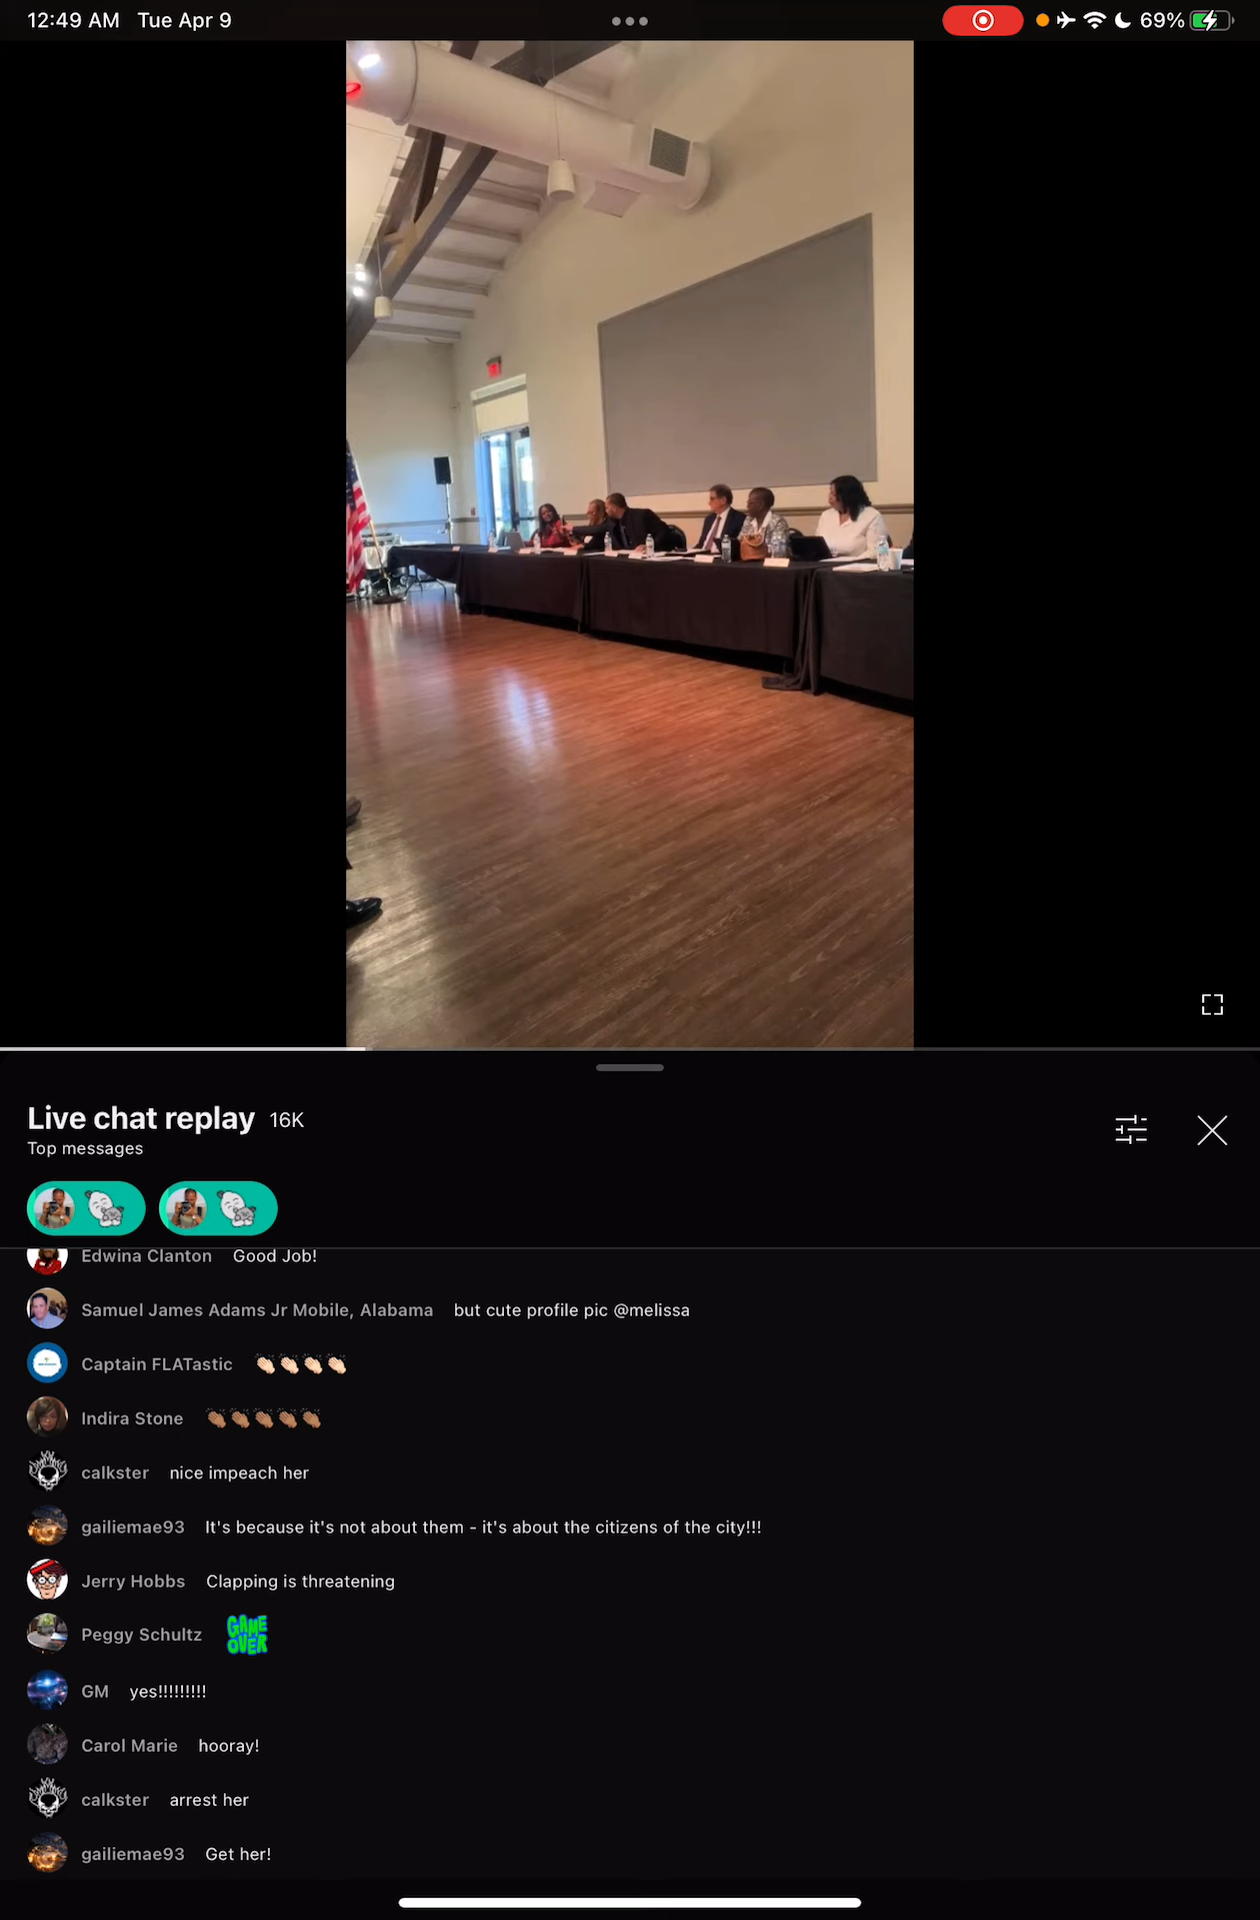 12:49 AM Tue Apr 9
69%
Live chat replay 16K
Top messages
Edwina Clanton Good Job!
Samuel James Adams Jr Mobile, Alabama but cute profile pic @melissa
Captain FLATastic 👏🏻👏🏻👏🏻👏🏻
Indira Stone 👏🏽👏🏽👏🏽👏🏽👏🏽
calkster nice impeach her
gailiemae93 It's because it's not about them - it's about the citizens of the city!!!
Jerry Hobbs Clapping is threatening
Peggy Schultz GAME
OVER
GM yes!!!!!!!!!
Carol Marie hooray!
calkster arrest her
gailiemae93 Get her!